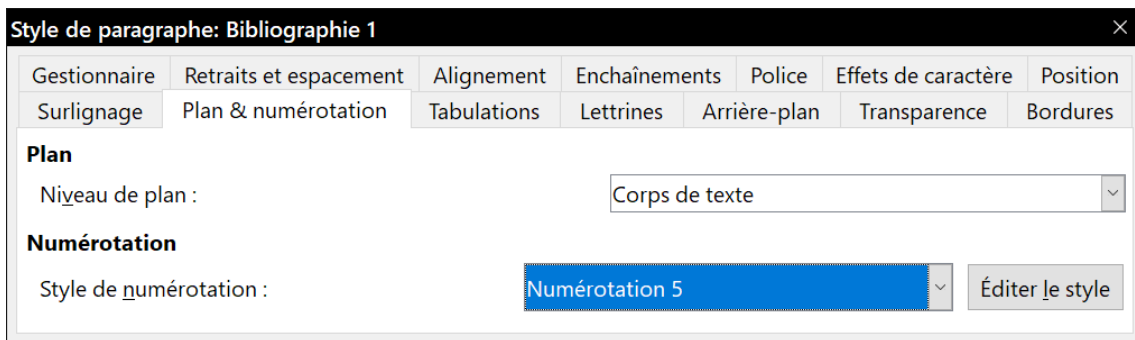 Style de paragraphe: Bibliographie 1
Gestionnaire Retraits et espacement Alignement Enchaînements Police Effets de caractère Position
Surlignage Plan & numérotation Tabulations Lettrines Arrière-plan Transparence Bordures
Plan
Niveau de plan : Corps de texte
Numérotation
Style de numérotation : Numérotation 5 Éditer le style